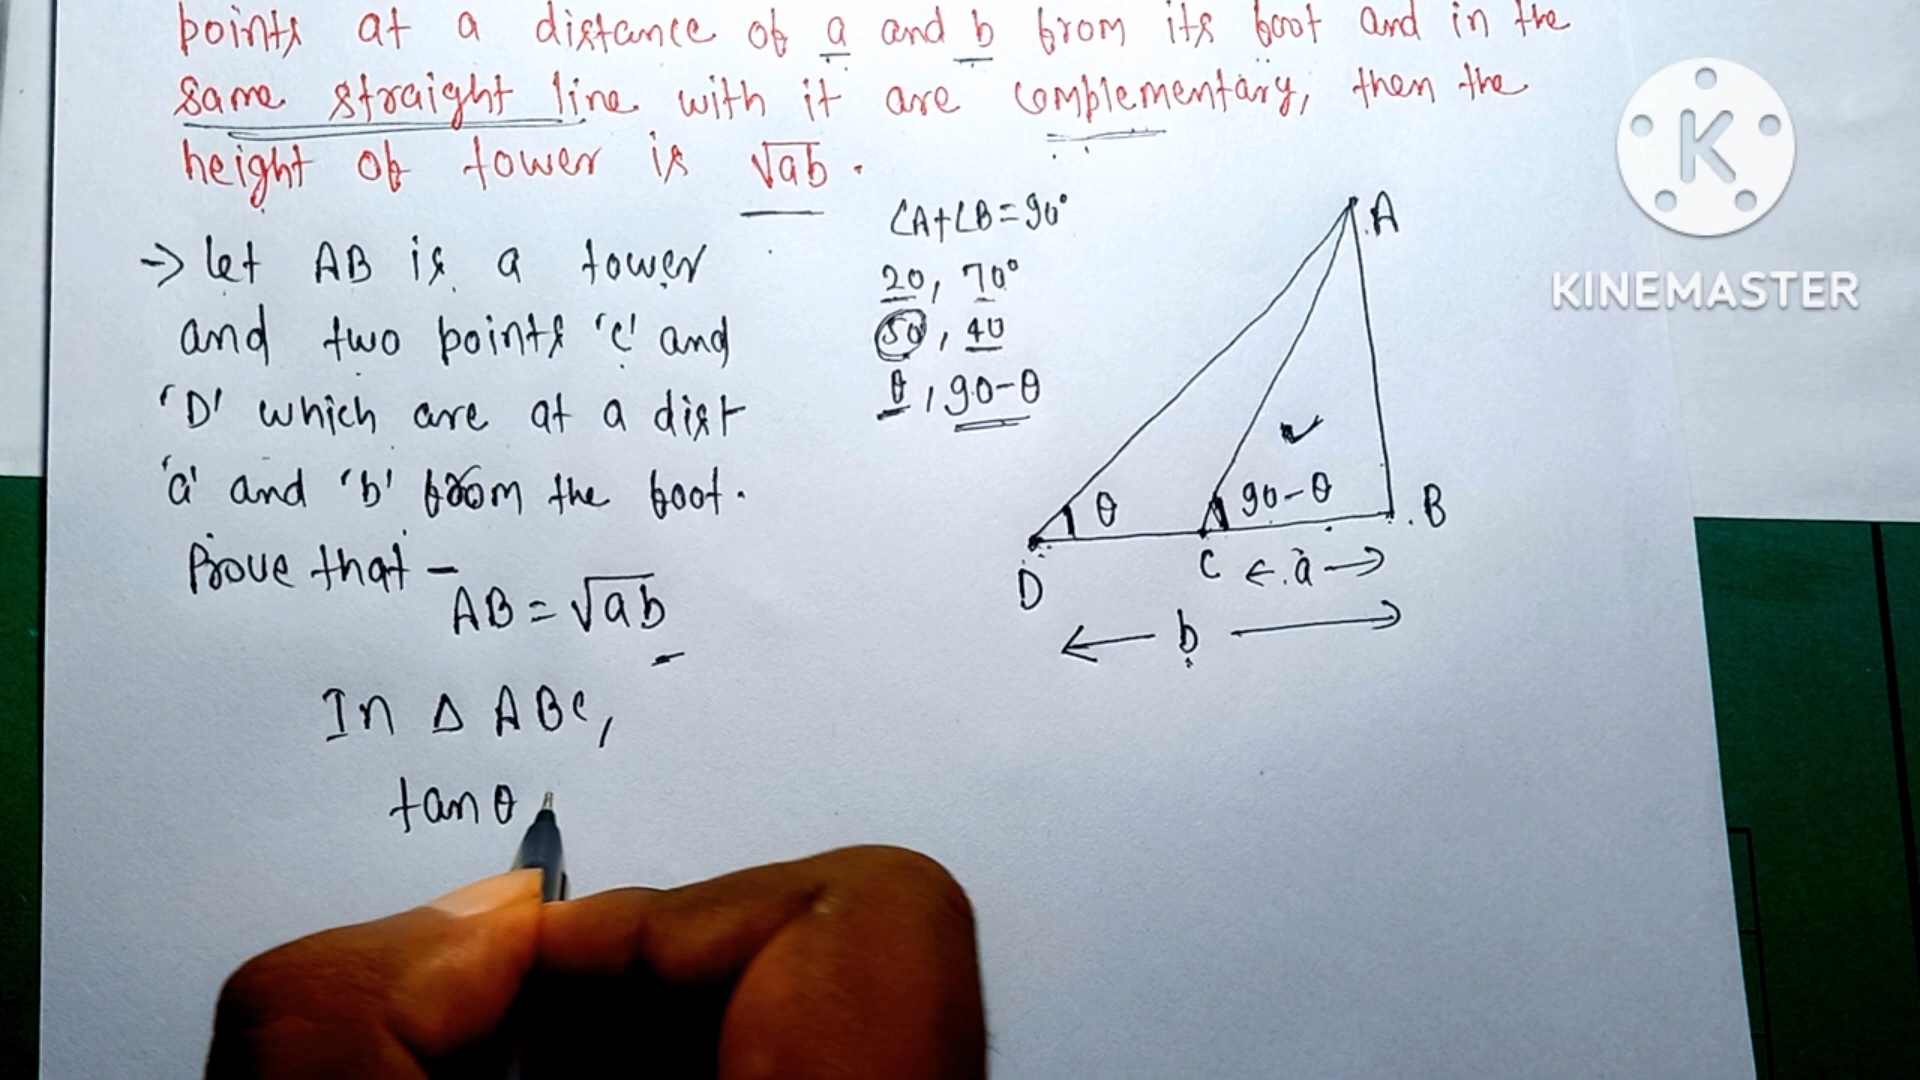 points at a distance of a and b from its foot and in the
same straight line with it are complementary, then the
height of tower is √ab.
→ let AB is a tower
and two points 'C' and
'D' which are at a dist
'a' and 'b' from the foot.
Prove that -
AB = √ab
In Δ ABC,
tan θ
∠A+∠B=90°
20, 70°
50, 40
θ, 90-θ
A
θ
90-θ
B
D
C
← a →
← b →
K
KINEMASTER